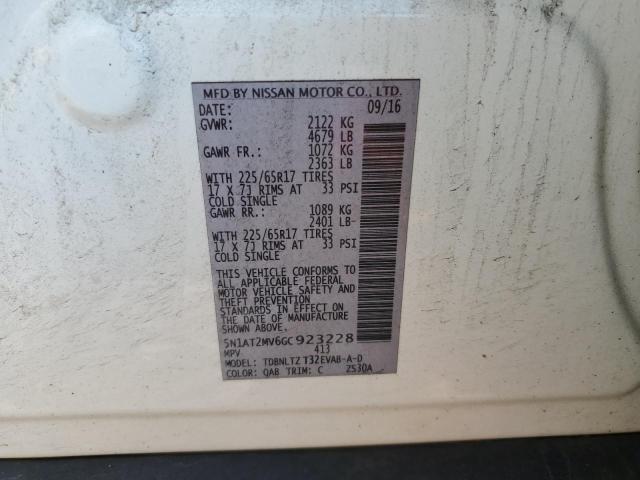 MFD BY NISSAN MOTOR CO., LTD.
DATE: 09/16
GVWR: 2122 KG
4679 LB
GAWR FR.: 1072 KG
2363 LB
WITH 225/65R17 TIRES
17 X 7J RIMS AT 33 PSI
COLD SINGLE
GAWR RR.: 1089 KG
2401 LB
WITH 225/65R17 TIRES
17 X 7J RIMS AT 33 PSI
COLD SINGLE
THIS VEHICLE CONFORMS TO
ALL APPLICABLE FEDERAL
MOTOR VEHICLE SAFETY AND
THEFT PREVENTION
STANDARDS IN EFFECT ON
THE DATE OF MANUFACTURE
SHOWN ABOVE.
5N1AT2MV6GC923228
MPV 413
MODEL: TDBNLTZ T32EVAB-A-D
COLOR: QAB TRIM: C ZS30A